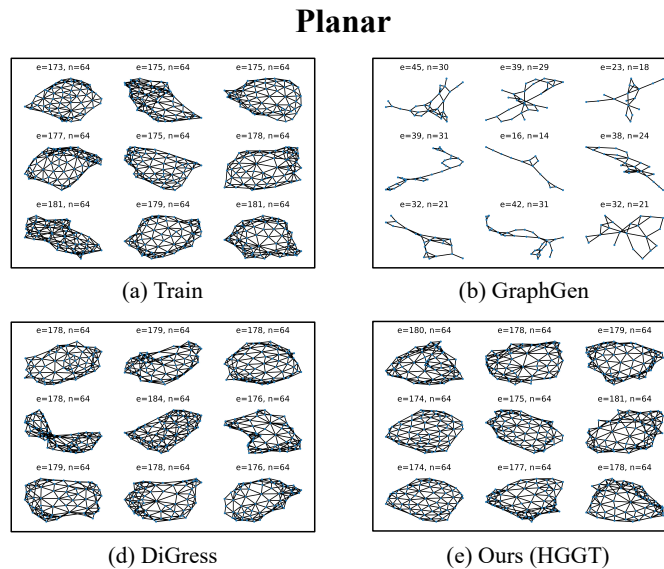 Planar
e=173, n=64 e=175, n=64 e=175, n=64
e=177, n=64 e=175, n=64 e=178, n=64
e=181, n=64 e=179, n=64 e=181, n=64
(a) Train
e=45, n=30 e=39, n=29 e=23, n=18
e=39, n=31 e=16, n=14 e=38, n=24
e=32, n=21 e=42, n=31 e=32, n=21
(b) GraphGen
e=178, n=64 e=179, n=64 e=178, n=64
e=178, n=64 e=184, n=64 e=176, n=64
e=179, n=64 e=178, n=64 e=176, n=64
(d) DiGress
e=180, n=64 e=178, n=64 e=179, n=64
e=174, n=64 e=175, n=64 e=181, n=64
e=174, n=64 e=177, n=64 e=178, n=64
(e) Ours (HGGT)